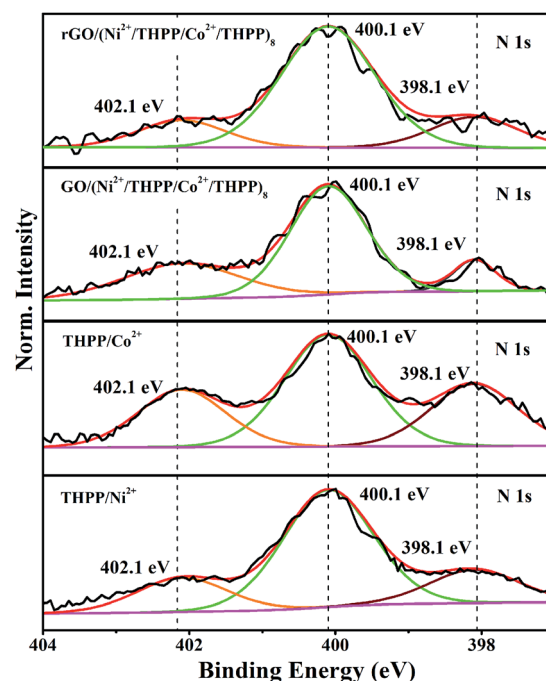 rGO/(Ni²⁺/THPP/Co²⁺/THPP)₈
400.1 eV
N 1s
402.1 eV
398.1 eV
GO/(Ni²⁺/THPP/Co²⁺/THPP)₈
400.1 eV
N 1s
402.1 eV
398.1 eV
THPP/Co²⁺
400.1 eV
N 1s
402.1 eV
398.1 eV
THPP/Ni²⁺
400.1 eV
N 1s
402.1 eV
398.1 eV
Norm. Intensity
404 402 400 398
Binding Energy (eV)